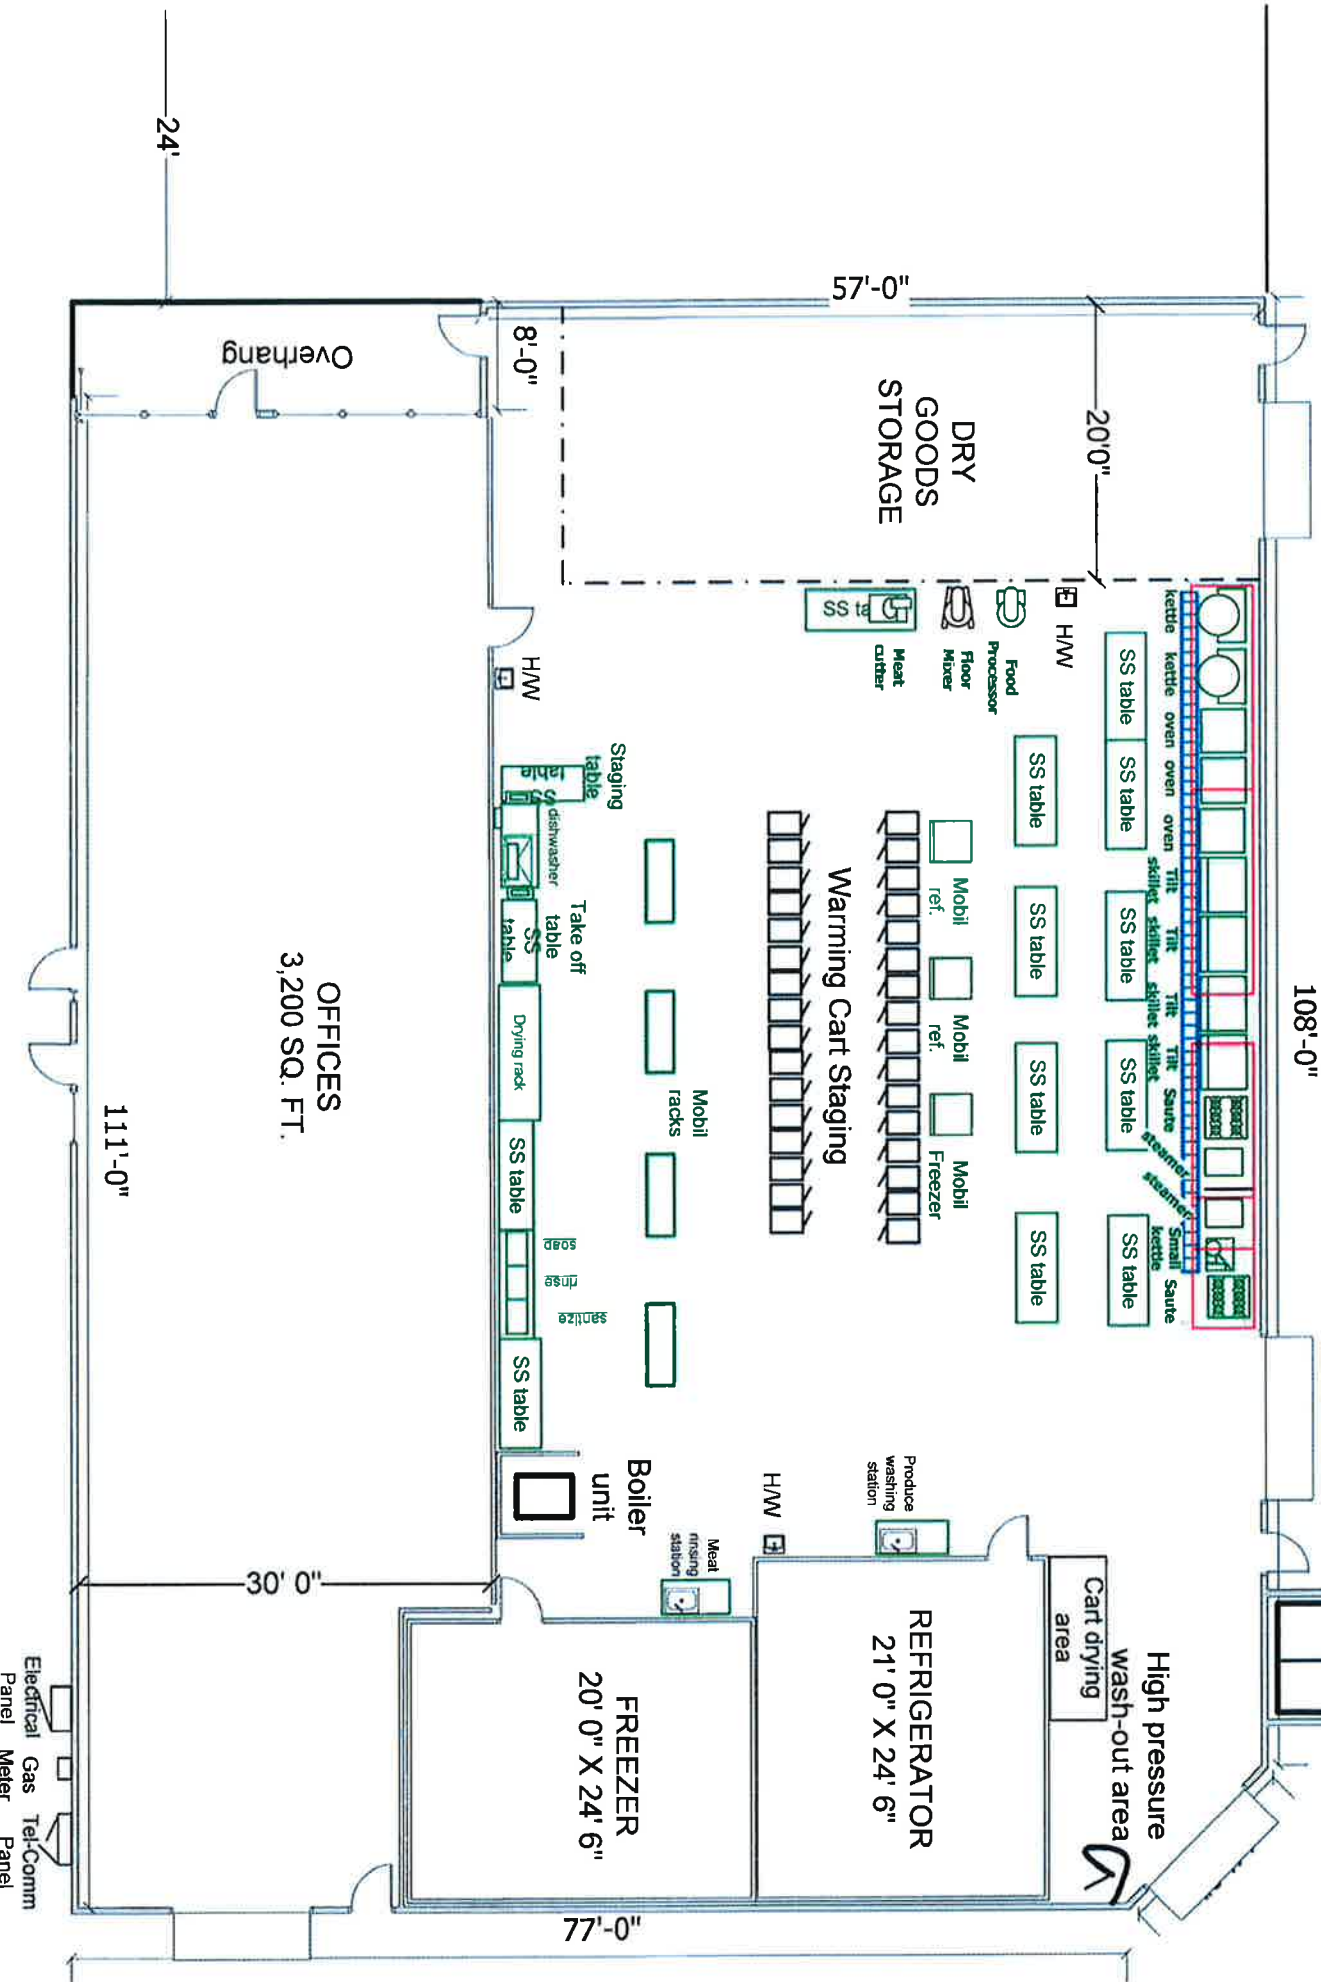 108'-0"
High pressure
wash-out area
Cart drying
area
kettle
kettle
oven
oven
oven
Tilt
skillet
Tilt
skillet
Tilt
skillet
Tilt
skillet
Saute
steamer
steamer
Small
kettle
Saute
SS table
SS table
SS table
SS table
SS table
20'0"
H/W
SS table
SS table
SS table
SS table
Food
Processor
Floor
Mixer
Meat
cutter
SS ta
DRY
GOODS
STORAGE
57'-0"
Mobil
ref.
Mobil
ref.
Mobil
Freezer
Warming Cart Staging
Produce
washing
station
REFRIGERATOR
21' 0" X 24' 6"
H/W
Mobil
racks
Meat
rinsing
station
FREEZER
20' 0" X 24' 6"
77'-0"
Boiler
unit
8'-0"
H/W
Staging
table
SS
table
dishwasher
Take off
table
SS
table
Drying rack
SS table
soap
rinse
santize
SS table
Overhang
24'
OFFICES
3,200 SQ. FT.
30' 0"
111'-0"
Electrical
Panel
Gas
Meter
Tel-Comm
Panel